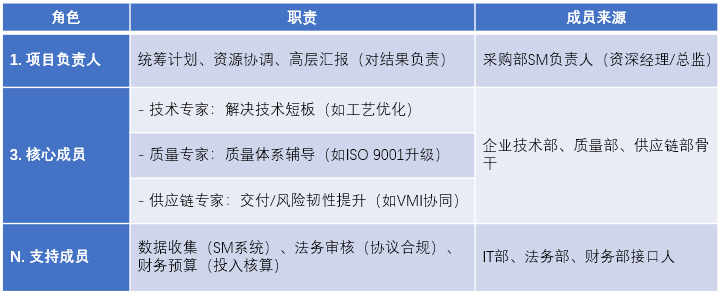 角色
职责
成员来源
1. 项目负责人
统筹计划、资源协调、高层汇报（对结果负责）
采购部SM负责人（资深经理/总监）
3. 核心成员
- 技术专家：解决技术短板（如工艺优化）
- 质量专家：质量体系辅导（如ISO 9001升级）
- 供应链专家：交付/风险韧性提升（如VMI协同）
企业技术部、质量部、供应链部骨
干
N. 支持成员
数据收集（SM系统）、法务审核（协议合规）、
财务预算（投入核算）
IT部、法务部、财务部接口人